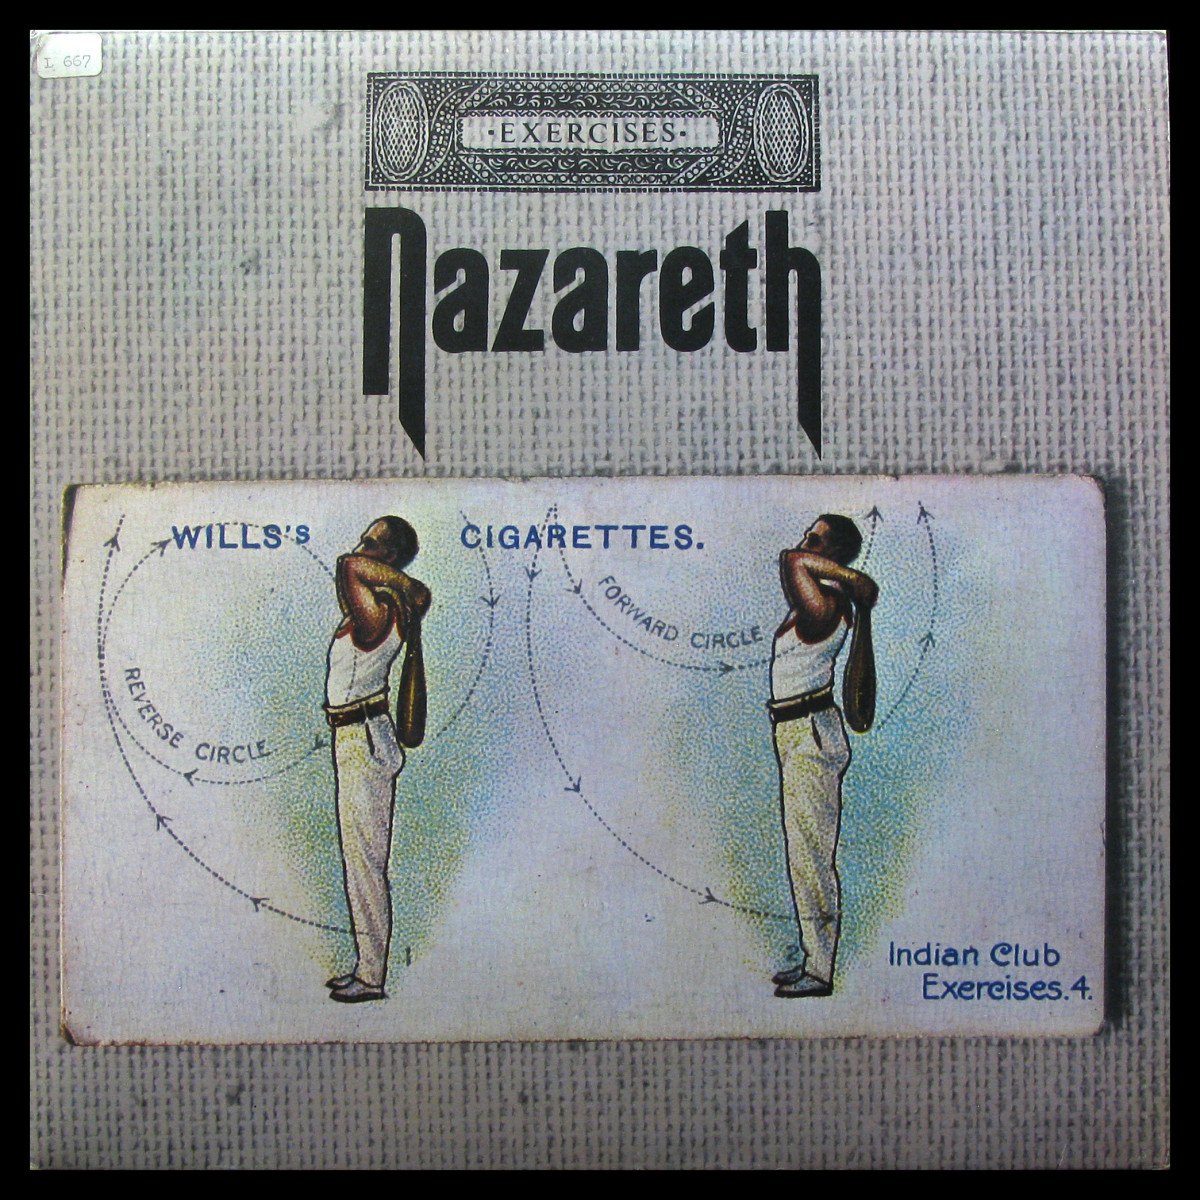 L 667
·EXERCISES·
nazareth
WILLS'S CIGARETTES.
REVERSE CIRCLE
FORWARD CIRCLE
1
2
Indian Club
Exercises. 4.